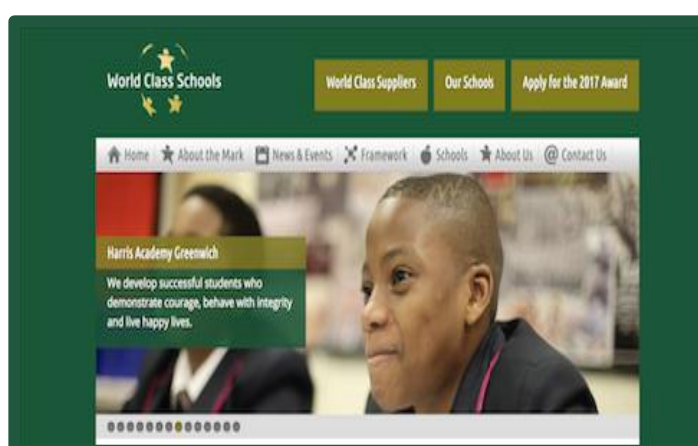 World Class Schools
World Class Suppliers
Our Schools
Apply for the 2017 Award
Home
About the Mark
News & Events
Framework
Schools
About Us
Contact Us
Harris Academy Greenwich
We develop successful students who
demonstrate courage, behave with integrity
and live happy lives.